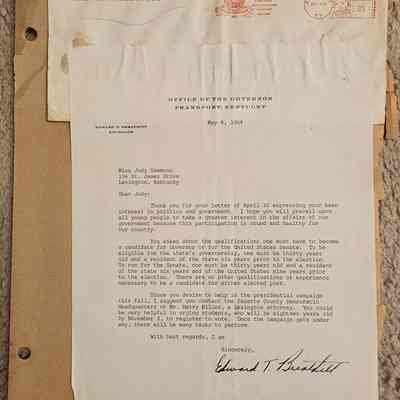 OFFICE OF THE GOVERNOR
FRANKFORT, KENTUCKY
EDWARD T. BREATHITT
GOVERNOR
May 6, 1964
Miss Judy
134 St. James Drive
Lexington, Kentucky
Dear Judy:
Thank you for your letter of April 30 expressing your keen
interest in politics and government. I hope you will prevail upon
all young people to take a greater interest in the affairs of our
government because this participation is sound and healthy for
our country.
You asked about the qualifications one must have to become
a candidate for Governor or for the United States Senate. To be
eligible for the state's governorship, one must be thirty years
old and a resident of the state six years prior to the election.
To run for the Senate, one must be thirty years old and a resident
of the state six years and of the United States nine years prior
to the election. There are no other qualifications or experience
necessary to be a candidate for either elected post.
Since you desire to help in the presidential campaign
this fall, I suggest you contact the Fayette County Democratic
Headquarters or Mr. Harry Miller, a Lexington attorney. You could
be very helpful in urging students, who will be eighteen years old
by November 3, to register to vote. Once the campaign gets under
way, there will be many tasks to perform.
With best regards, I am
Sincerely,
Edward T. Breathitt